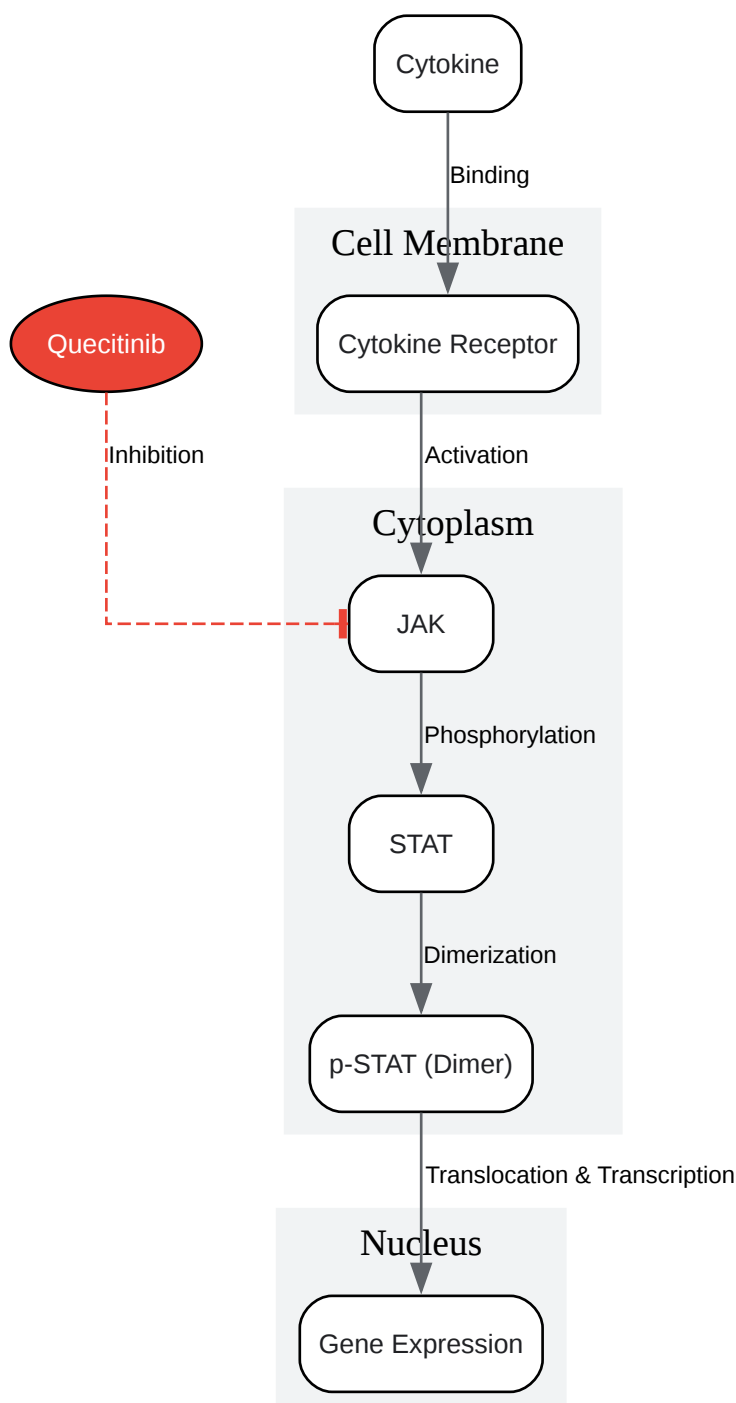 Cytokine
Binding
Cell Membrane
Quecitinib
Cytokine Receptor
Inhibition
Activation
Cytoplasm
JAK
Phosphorylation
STAT
Dimerization
p-STAT (Dimer)
Translocation & Transcription
Nucleus
Gene Expression